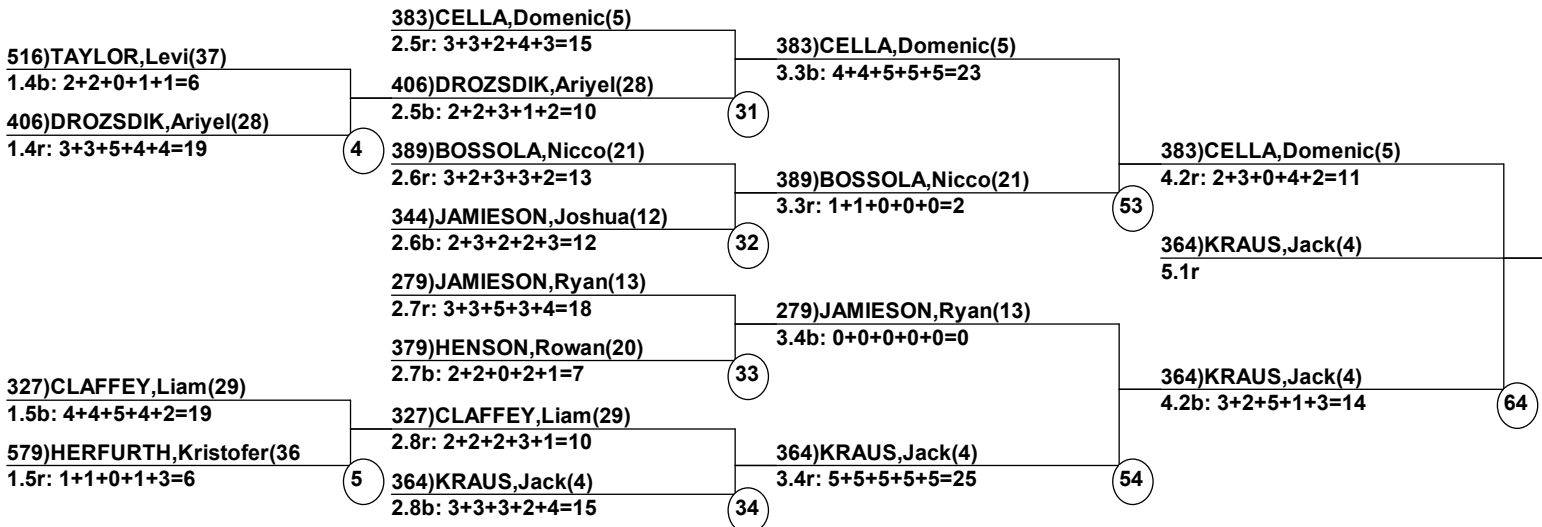 516)TAYLOR,Levi(37)
1.4b: 2+2+0+1+1=6
406)DROZSDIK,Ariyel(28)
1.4r: 3+3+5+4+4=19
4
327)CLAFFEY,Liam(29)
1.5b: 4+4+5+4+2=19
579)HERFURTH,Kristofer(36
1.5r: 1+1+0+1+3=6
5
383)CELLA,Domenic(5)
2.5r: 3+3+2+4+3=15
406)DROZSDIK,Ariyel(28)
2.5b: 2+2+3+1+2=10
31
389)BOSSOLA,Nicco(21)
2.6r: 3+2+3+3+2=13
344)JAMIESON,Joshua(12)
2.6b: 2+3+2+2+3=12
32
279)JAMIESON,Ryan(13)
2.7r: 3+3+5+3+4=18
379)HENSON,Rowan(20)
2.7b: 2+2+0+2+1=7
33
327)CLAFFEY,Liam(29)
2.8r: 2+2+2+3+1=10
364)KRAUS,Jack(4)
2.8b: 3+3+3+2+4=15
34
383)CELLA,Domenic(5)
3.3b: 4+4+5+5+5=23
389)BOSSOLA,Nicco(21)
3.3r: 1+1+0+0+0=2
53
279)JAMIESON,Ryan(13)
3.4b: 0+0+0+0+0=0
364)KRAUS,Jack(4)
3.4r: 5+5+5+5+5=25
54
383)CELLA,Domenic(5)
4.2r: 2+3+0+4+2=11
364)KRAUS,Jack(4)
5.1r
364)KRAUS,Jack(4)
4.2b: 3+2+5+1+3=14
64